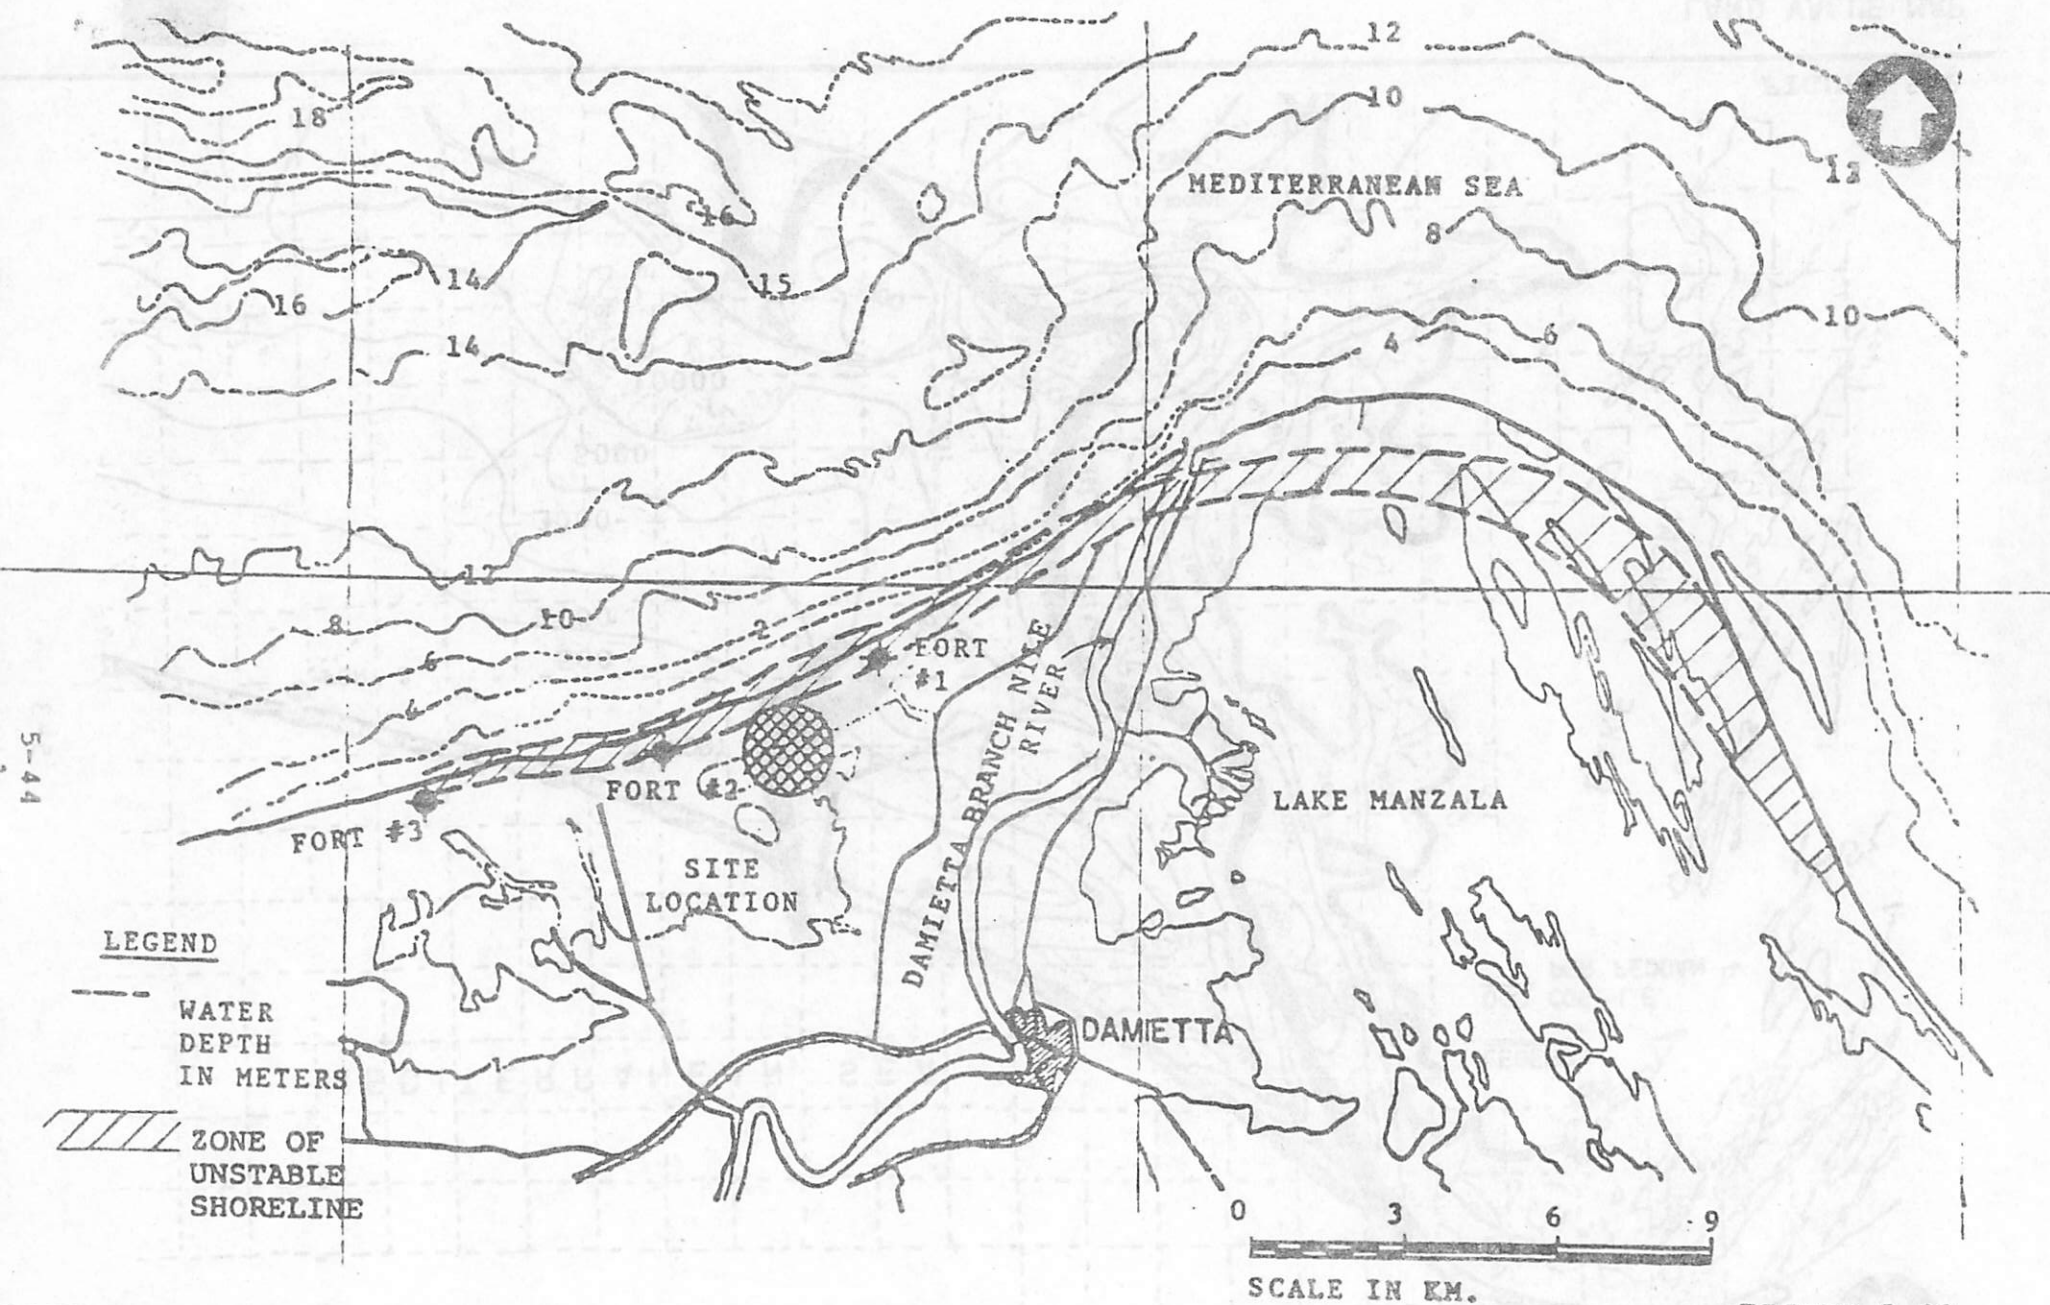 12
10
18
12
MEDITERRANEAN SEA
16
8
14
15
16
10
14
4
6
12
10
8
2
6
FORT
#1
4
FORT #2
FORT #3
DAMIETTA BRANCH NILE
RIVER
LAKE MANZALA
SITE
LOCATION
5-44
LEGEND
WATER
DEPTH
IN METERS
ZONE OF
UNSTABLE
SHORELINE
DAMIETTA
0 3 6 9
SCALE IN KM.